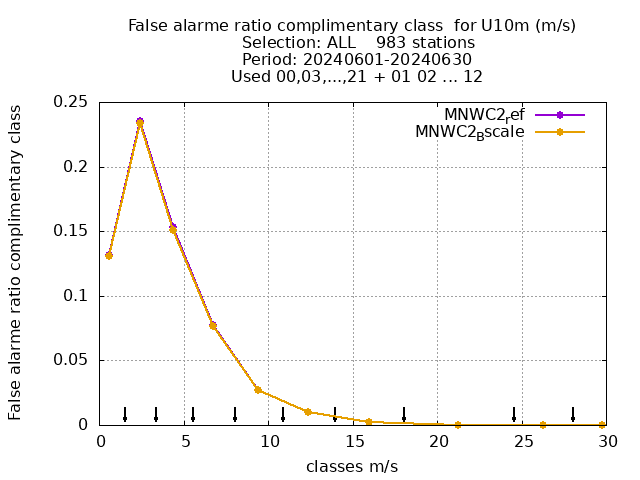 False alarme ratio complimentary class  for U10m (m/s)
Selection: ALL    983 stations
Period: 20240601-20240630
Used 00,03,...,21 + 01 02 ... 12
False alarme ratio complimentary class
0.25
0.2
0.15
0.1
0.05
0
MNWC2ref
MNWC2Bscale
0 5 10 15 20 25 30
classes m/s